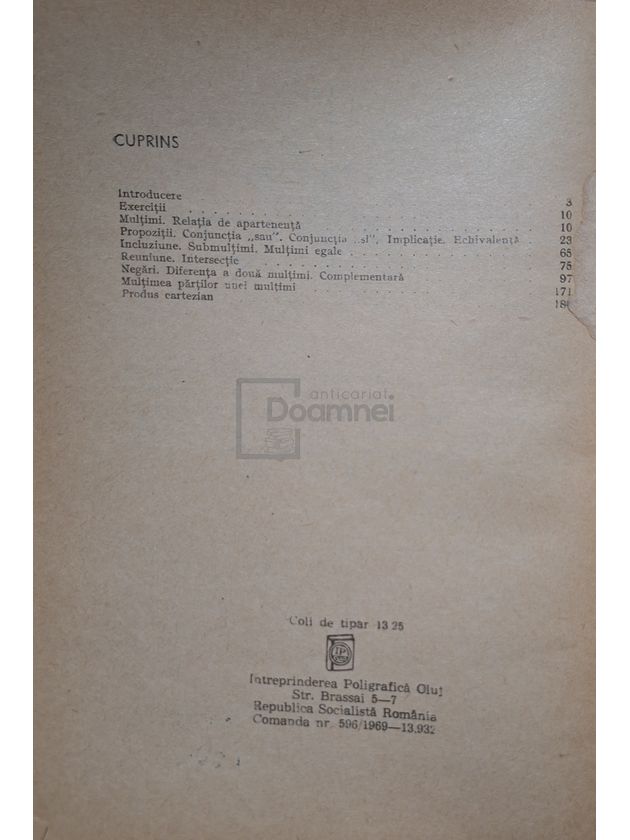 CUPRINS
Introducere 3
Exerciții . . . . . . . . . . . 10
Mulțimi. Relația de apartenență . . . . . 10
Propoziții. Conjuncția „sau”. Conjuncția „și”. Implicație. Echivalență . 23
Incluziune. Submulțimi. Mulțimi egale . . . . . 65
Reuniune. Intersecție . . . . . . . . . 75
Negări. Diferența a două mulțimi. Complementară . . . . 97
Mulțimea părților unei mulțimi . . . . . . 171
Produs cartezian
anticariat
Doamnei
Coli de tipar 13 25
IP
Întreprinderea Poligrafică Cluj
Str. Brassai 5—7
Republica Socialistă România
Comanda nr. 596/1969—13.932